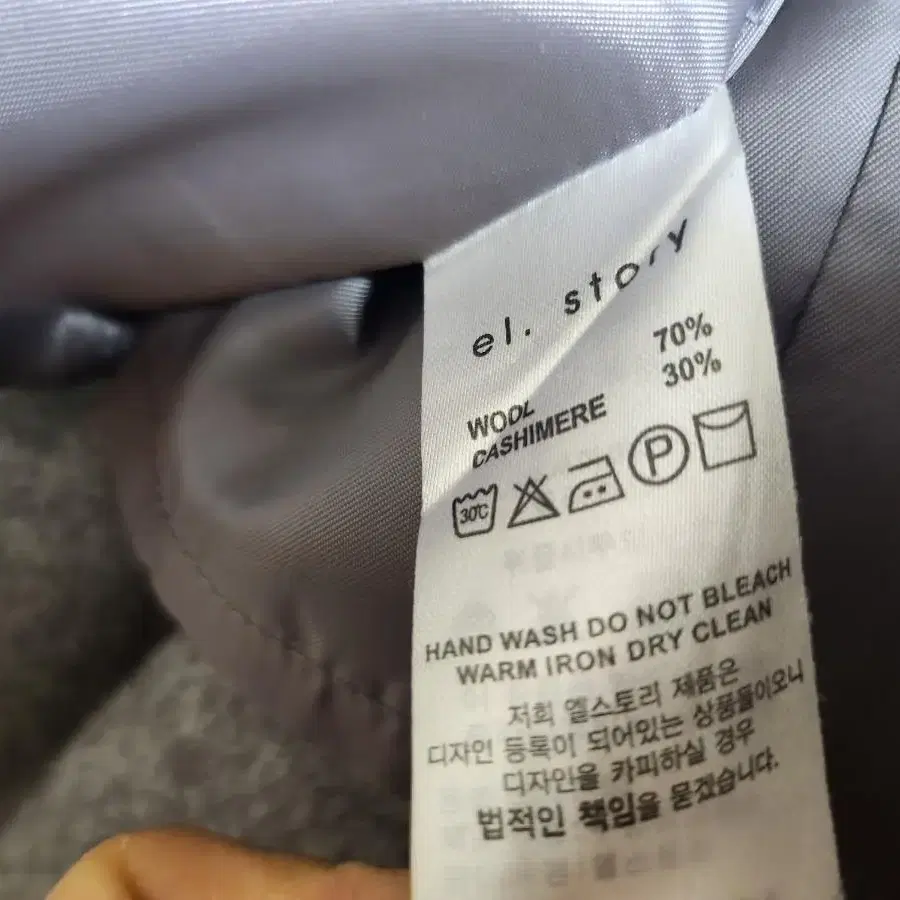 el. story
WOOL 70%
CASHIMERE 30%
30℃ P
HAND WASH DO NOT BLEACH
WARM IRON DRY CLEAN
저희 엘스토리 제품은
디자인 등록이 되어있는 상품들이오니
디자인을 카피하실 경우
법적인 책임을 묻겠습니다.